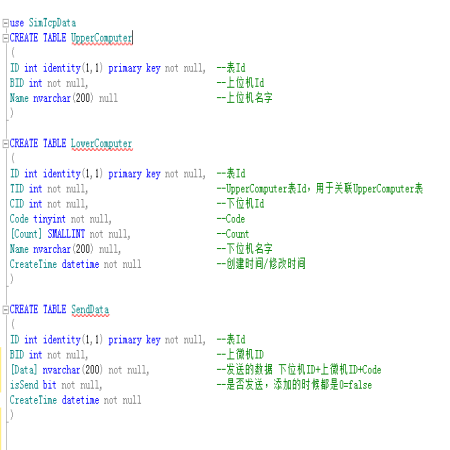 use SimTcpData
CREATE TABLE UpperComputer
(
ID int identity(1,1) primary key not null, --表Id
BID int not null, --上位机Id
Name nvarchar(200) null --上位机名字
)
CREATE TABLE LoverComputer
(
ID int identity(1,1) primary key not null, --表Id
TID int not null, --UpperComputer表Id，用于关联UpperComputer表
CID int not null, --下位机Id
Code tinyint not null, --Code
[Count] SMALLINT not null, --Count
Name nvarchar(200) null, --下位机名字
CreateTime datetime not null --创建时间/修改时间
)
CREATE TABLE SendData
(
ID int identity(1,1) primary key not null, --表Id
BID int not null, --上微机ID
[Data] nvarchar(200) not null, --发送的数据 下位机ID+上微机ID+Code
isSend bit not null, --是否发送，添加的时候都是0=false
CreateTime datetime not null
)